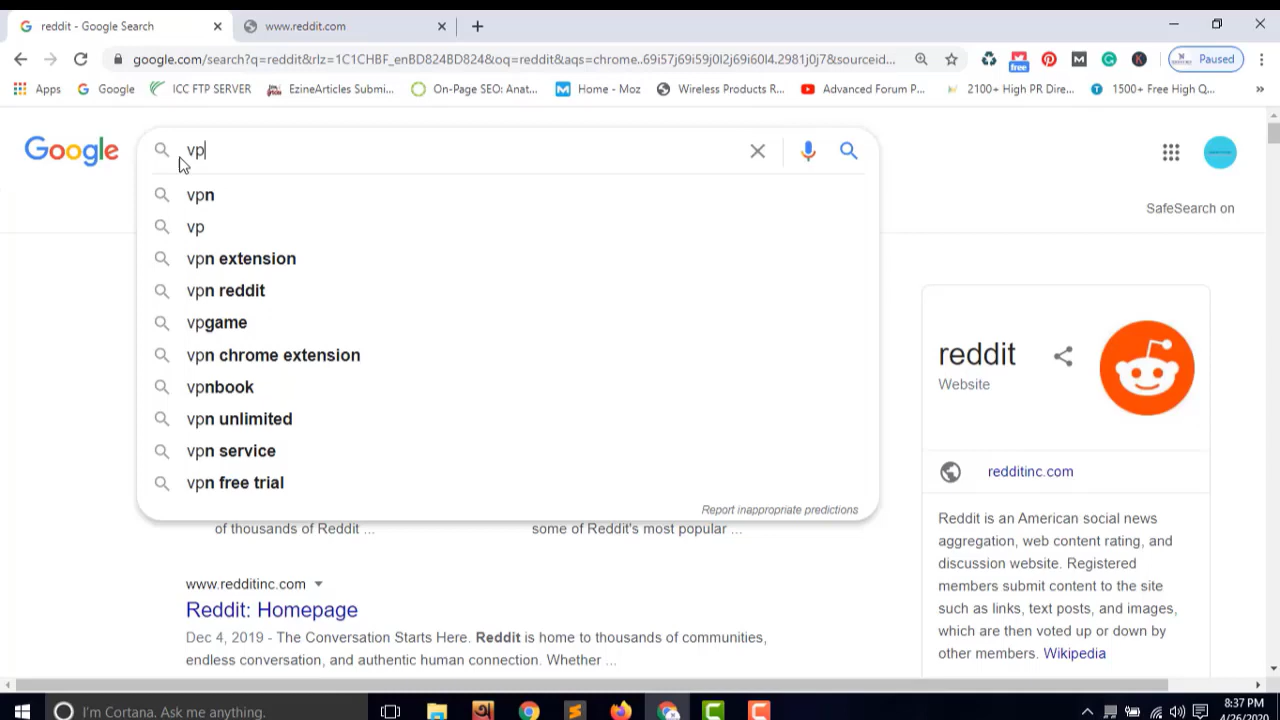 reddit - Google Search
www.reddit.com
google.com/search?q=reddit&rlz=1C1CHBF_enBD824BD824&oq=reddit&aqs=chrome..69i57j69i59j0l2j69i60l4.2981j0j7&sourceid...
Paused
Apps
Google
ICC FTP SERVER
EzineArticles Submi...
On-Page SEO: Anat...
Home - Moz
Wireless Products R...
Advanced Forum P...
2100+ High PR Dire...
1500+ Free High Q...
»
free
Google
vp
SafeSearch on
vpn
vp
vpn extension
vpn reddit
vpgame
vpn chrome extension
vpnbook
vpn unlimited
vpn service
vpn free trial
Report inappropriate predictions
of thousands of Reddit ...
some of Reddit's most popular ...
www.redditinc.com
Reddit: Homepage
Dec 4, 2019 - The Conversation Starts Here. Reddit is home to thousands of communities,
endless conversation, and authentic human connection. Whether ...
reddit
Website
redditinc.com
Reddit is an American social news
aggregation, web content rating, and
discussion website. Registered
members submit content to the site
such as links, text posts, and images,
which are then voted up or down by
other members. Wikipedia
I'm Cortana. Ask me anything.
8:37 PM